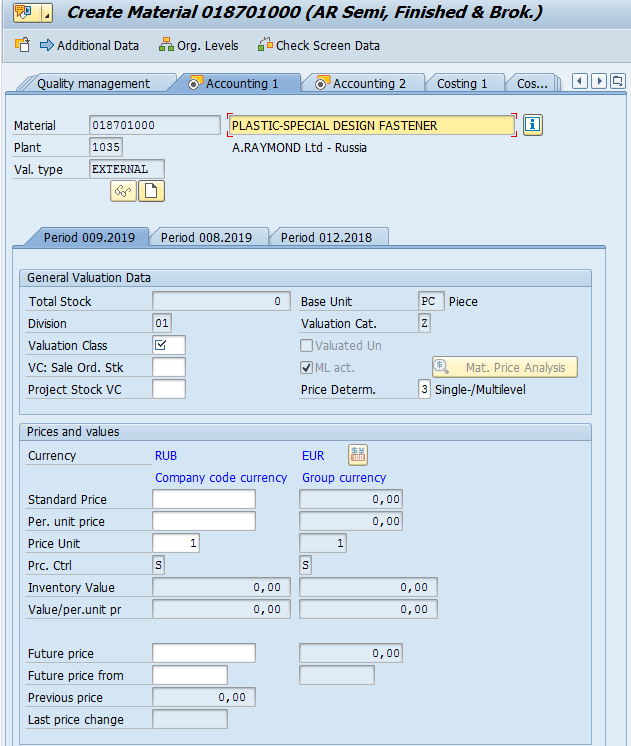 Create Material 018701000 (AR Semi, Finished & Brok.)
Additional Data Org. Levels Check Screen Data
Quality management Accounting 1 Accounting 2 Costing 1 Cos...
Material 018701000 PLASTIC-SPECIAL DESIGN FASTENER
Plant 1035 A.RAYMOND Ltd - Russia
Val. type EXTERNAL
Period 009.2019 Period 008.2019 Period 012.2018
General Valuation Data
Total Stock 0 Base Unit PC Piece
Division 01 Valuation Cat. Z
Valuation Class Valuated Un
VC: Sale Ord. Stk ML act. Mat. Price Analysis
Project Stock VC Price Determ. 3 Single-/Multilevel
Prices and values
Currency RUB EUR
Company code currency Group currency
Standard Price 0,00
Per. unit price 0,00
Price Unit 1 1
Prc. Ctrl S S
Inventory Value 0,00 0,00
Value/per.unit pr 0,00 0,00
Future price 0,00
Future price from
Previous price 0,00
Last price change